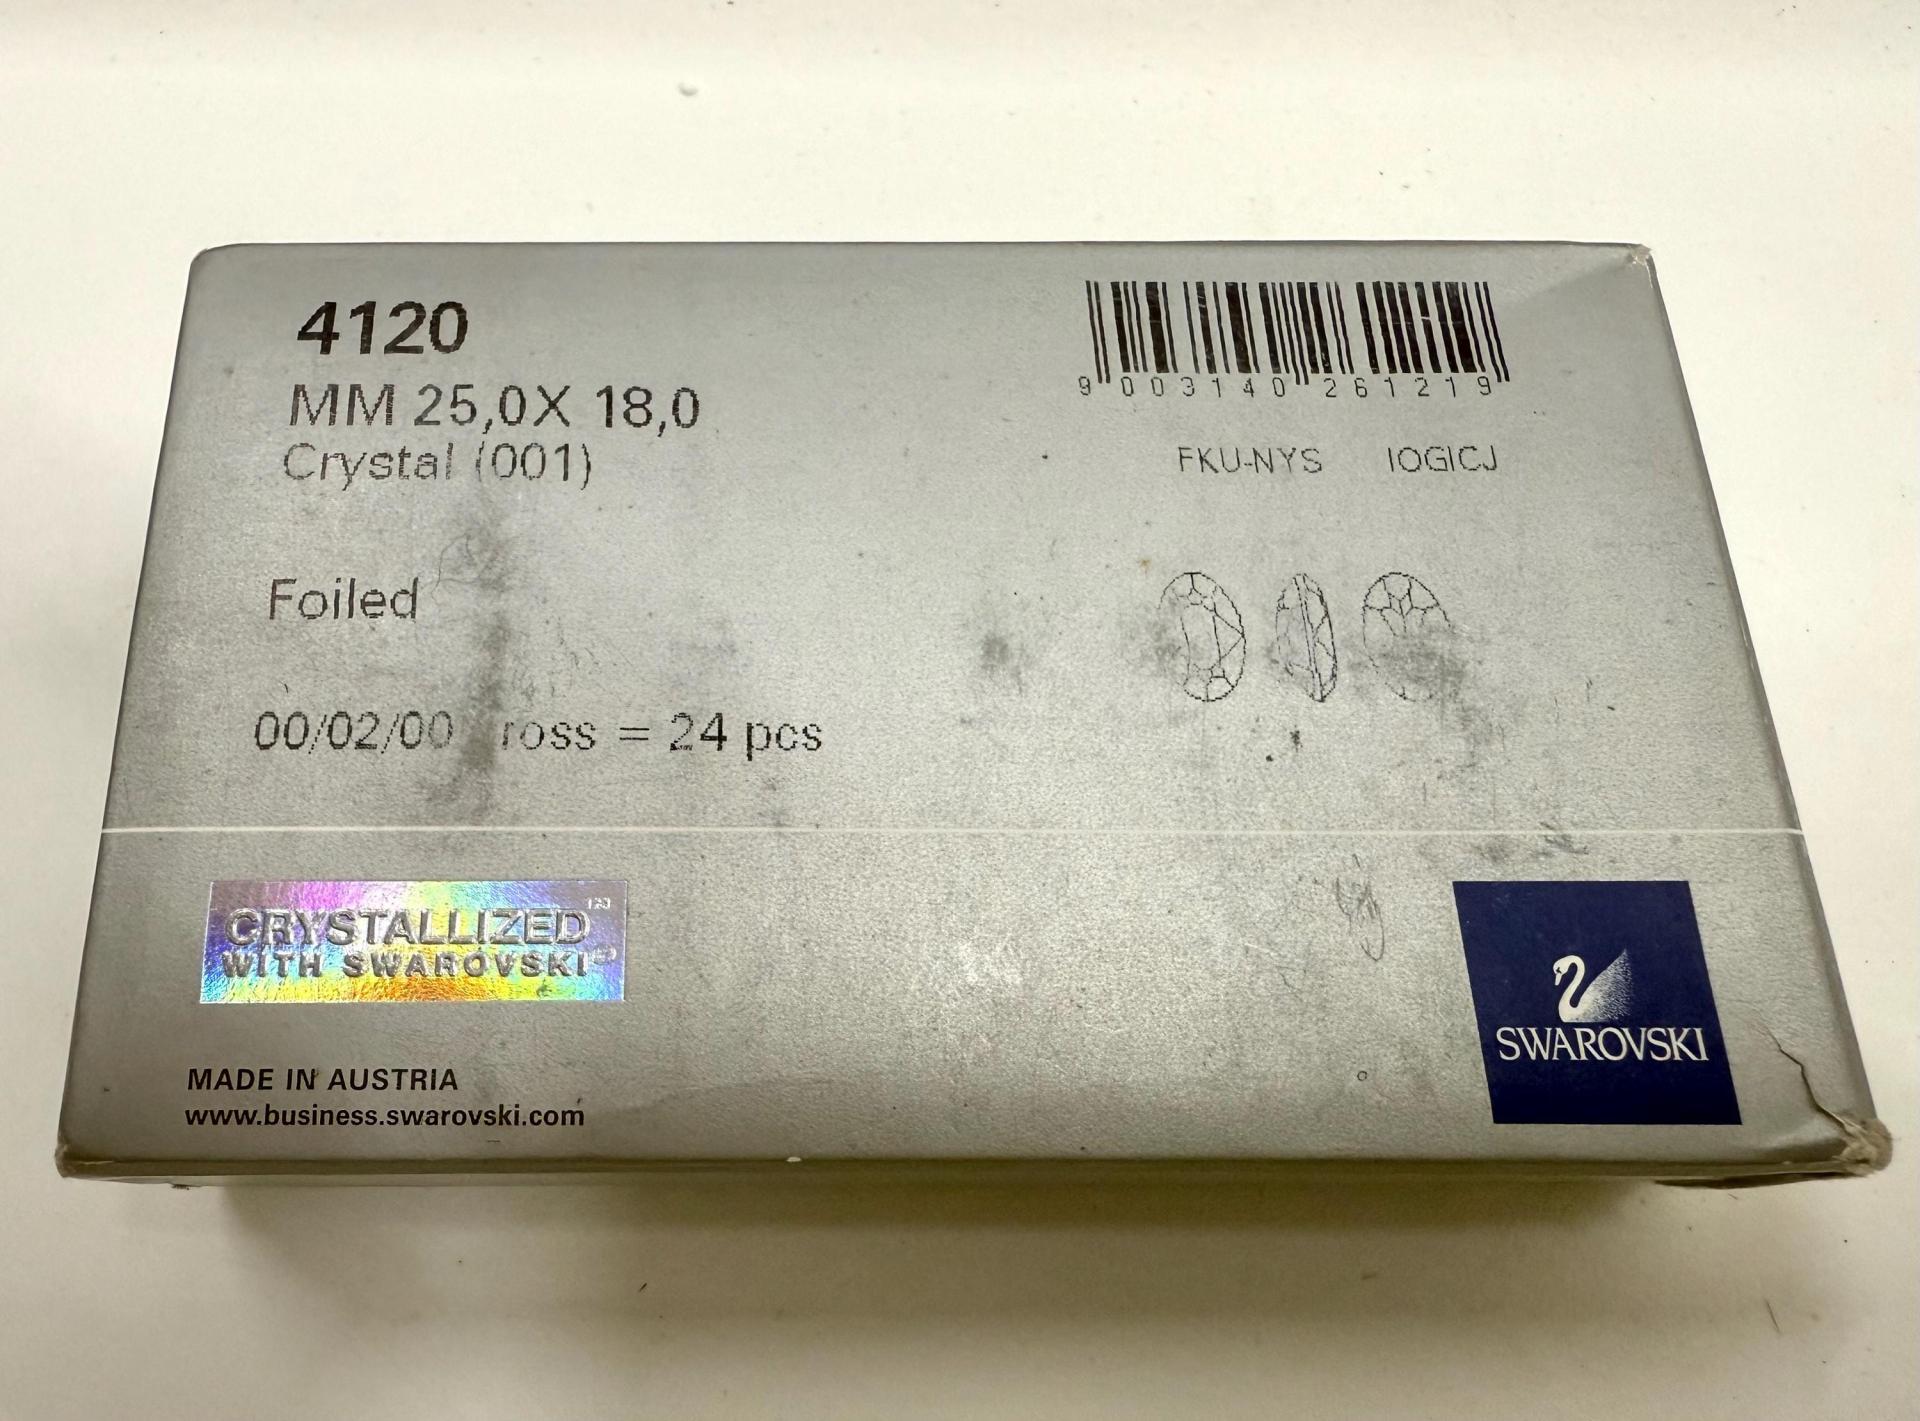 4120
MM 25,0X 18,0
Crystal (001)
Foiled
00/02/00 ross = 24 pcs
9 003140 261219
FKU-NYS IOGICJ
CRYSTALLIZED
WITH SWAROVSKI
MADE IN AUSTRIA
www.business.swarovski.com
SWAROVSKI